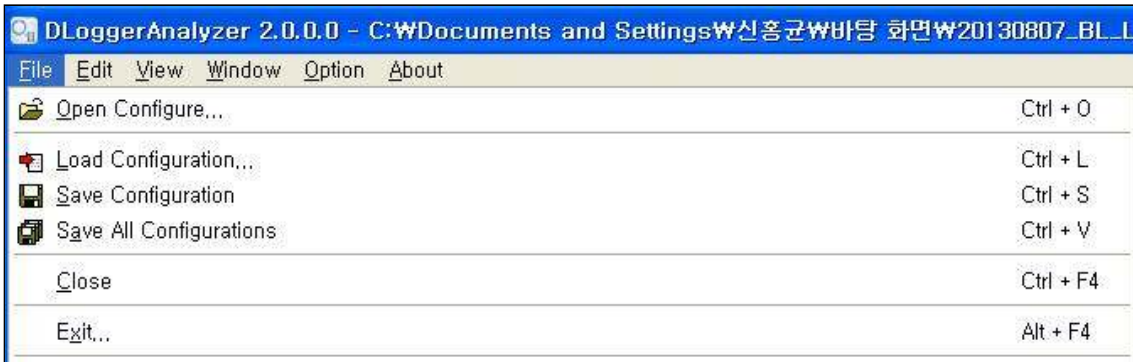 DLoggerAnalyzer 2.0.0.0 - C:₩Documents and Settings₩신홍균₩바탕 화면₩20130807_BL_L
File Edit View Window Option About
Open Configure... Ctrl + O
Load Configuration... Ctrl + L
Save Configuration Ctrl + S
Save All Configurations Ctrl + V
Close Ctrl + F4
Exit... Alt + F4